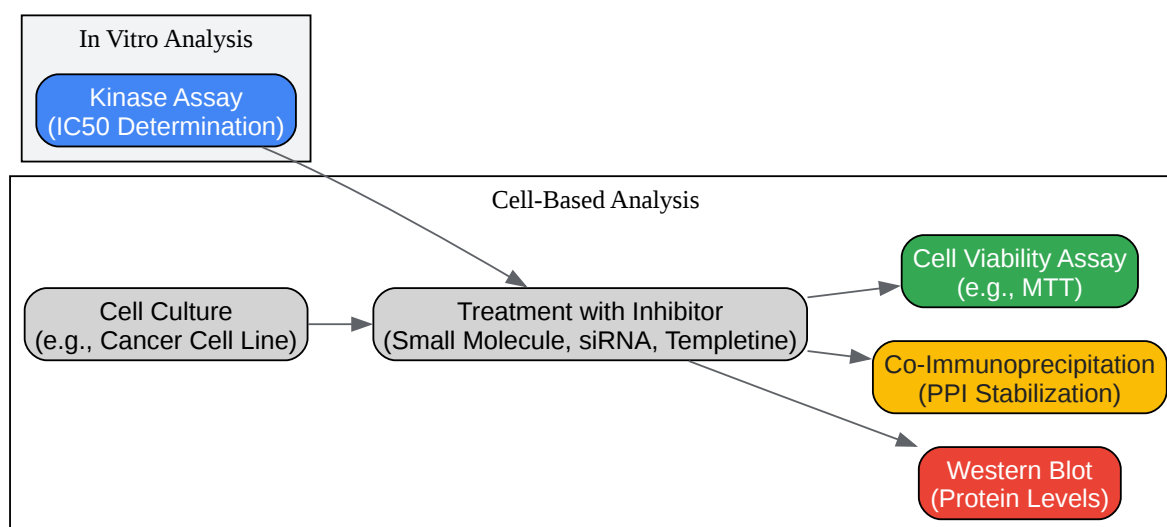 In Vitro Analysis
Kinase Assay
(IC50 Determination)
Cell-Based Analysis
Cell Culture
(e.g., Cancer Cell Line)
Treatment with Inhibitor
(Small Molecule, siRNA, Templetine)
Cell Viability Assay
(e.g., MTT)
Co-Immunoprecipitation
(PPI Stabilization)
Western Blot
(Protein Levels)